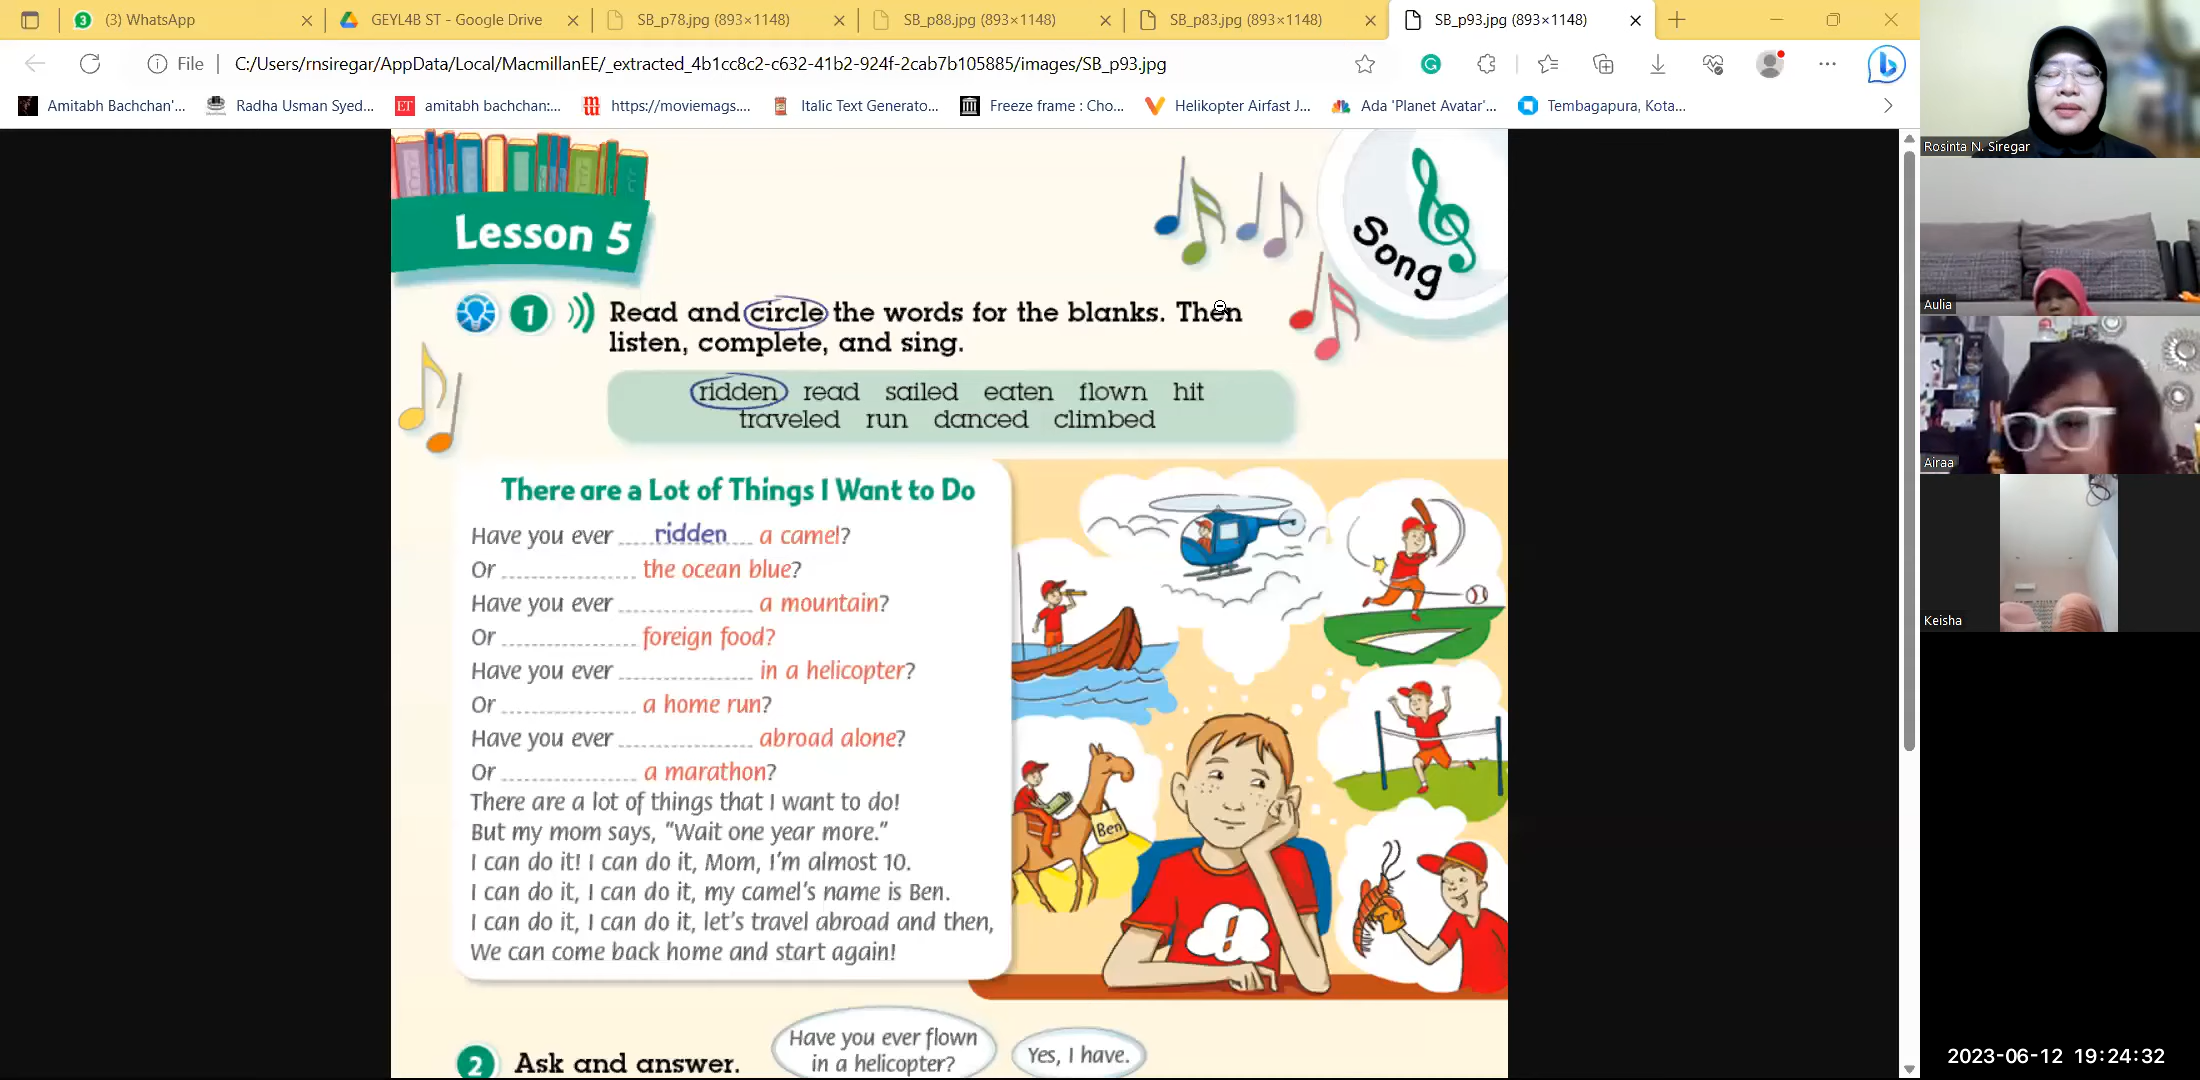 (3) WhatsApp
GEYL4B ST - Google Drive
SB_p78.jpg (893×1148)
SB_p88.jpg (893×1148)
SB_p83.jpg (893×1148)
SB_p93.jpg (893×1148)
File
C:/Users/rnsiregar/AppData/Local/MacmillanEE/_extracted_4b1cc8c2-c632-41b2-924f-2cab7b105885/images/SB_p93.jpg
Amitabh Bachchan'...
Radha Usman Syed...
ET amitabh bachchan:...
https://moviemags....
Italic Text Generato...
Freeze frame : Cho...
Helikopter Airfast J...
Ada 'Planet Avatar'...
Tembagapura, Kota...
Lesson 5
Song
1 Read and circle the words for the blanks. Then
listen, complete, and sing.
ridden read sailed eaten flown hit
traveled run danced climbed
There are a Lot of Things I Want to Do
Have you ever ridden a camel?
Or ............... the ocean blue?
Have you ever ............... a mountain?
Or ............... foreign food?
Have you ever ............... in a helicopter?
Or ............... a home run?
Have you ever ............... abroad alone?
Or ............... a marathon?
There are a lot of things that I want to do!
But my mom says, "Wait one year more."
I can do it! I can do it, Mom, I'm almost 10.
I can do it, I can do it, my camel's name is Ben.
I can do it, I can do it, let's travel abroad and then,
We can come back home and start again!
Ben
2 Ask and answer.
Have you ever flown
in a helicopter?
Yes, I have.
Rosinta N. Siregar
Aulia
Airaa
Keisha
2023-06-12 19:24:32